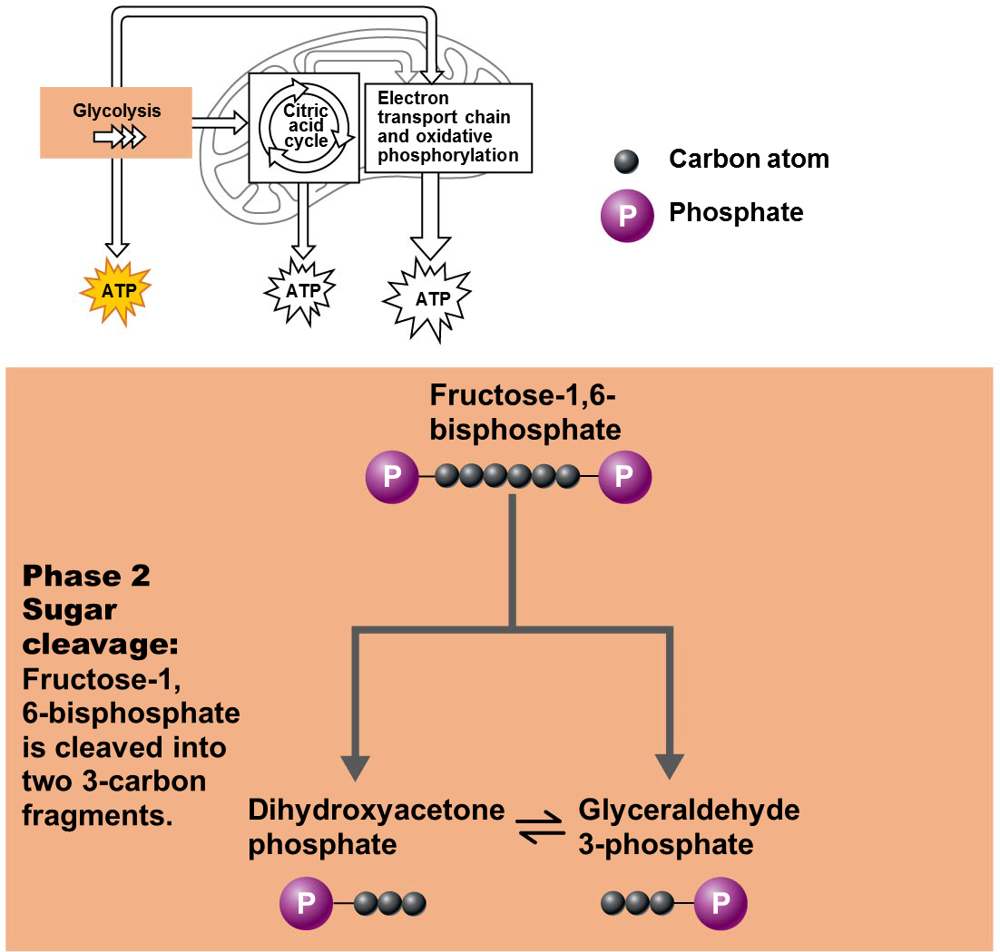 Glycolysis
Citric
acid
cycle
Electron
transport chain
and oxidative
phosphorylation
ATP
ATP
ATP
Carbon atom
P
Phosphate
Fructose-1,6-
bisphosphate
P
P
Phase 2
Sugar
cleavage:
Fructose-1,
6-bisphosphate
is cleaved into
two 3-carbon
fragments.
Dihydroxyacetone
phosphate
Glyceraldehyde
3-phosphate
P
P